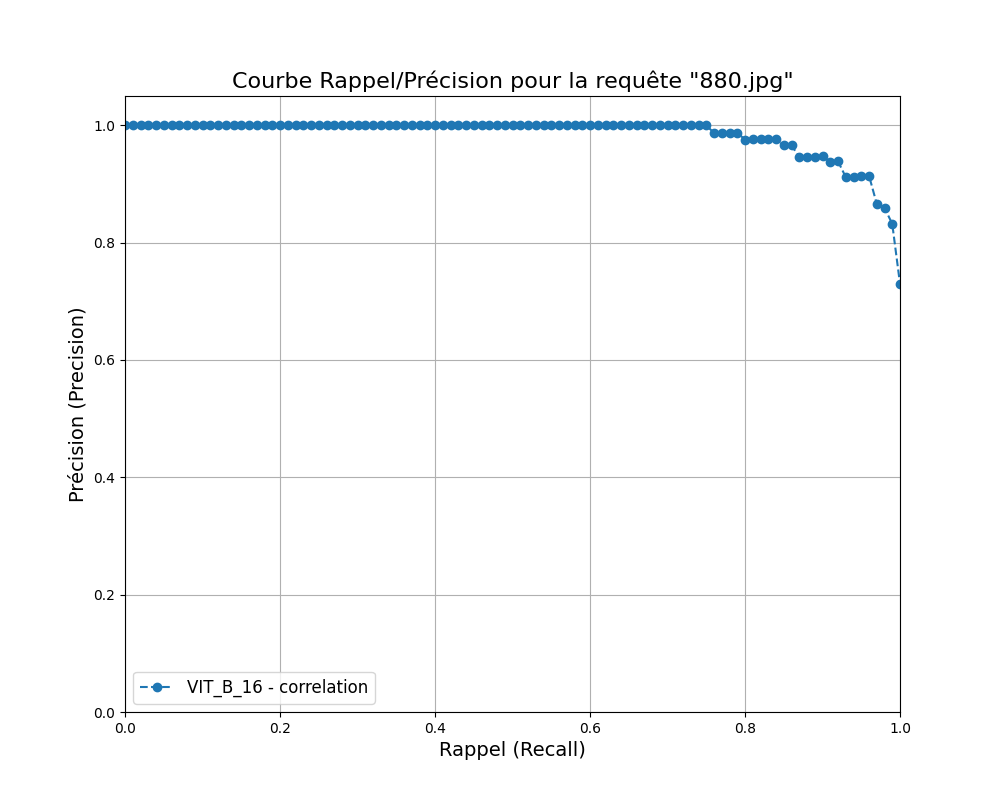 Courbe Rappel/Précision pour la requête "880.jpg"
Précision (Precision)
1.0
0.8
0.6
0.4
0.2
0.0
VIT_B_16 - correlation
0.0 0.2 0.4 0.6 0.8 1.0
Rappel (Recall)